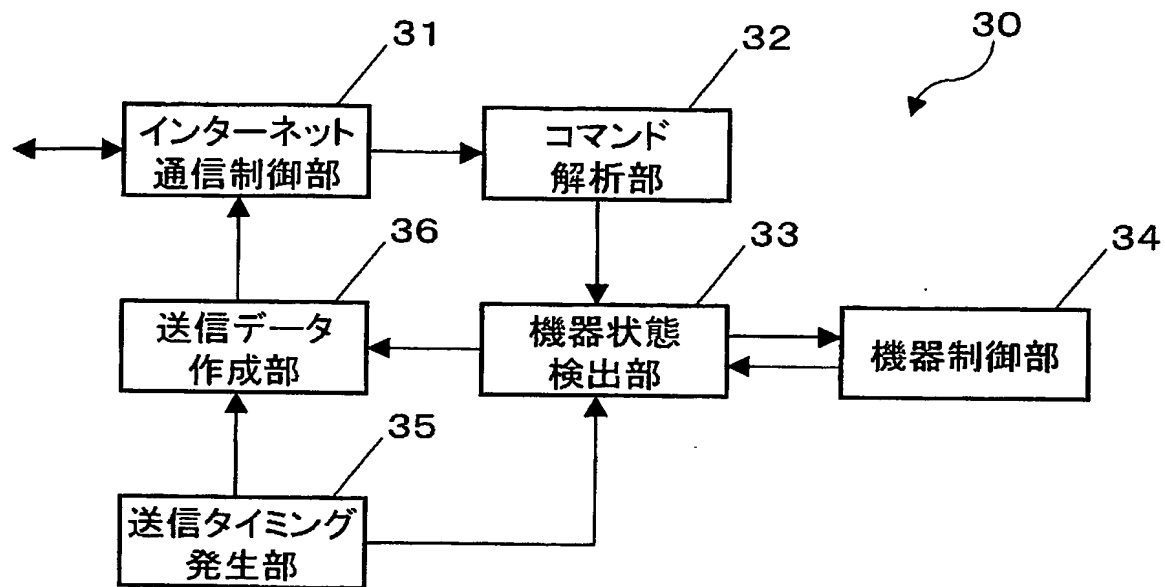 30
31
インターネット
通信制御部
32
コマンド
解析部
36
送信データ
作成部
33
機器状態
検出部
34
機器制御部
35
送信タイミング
発生部